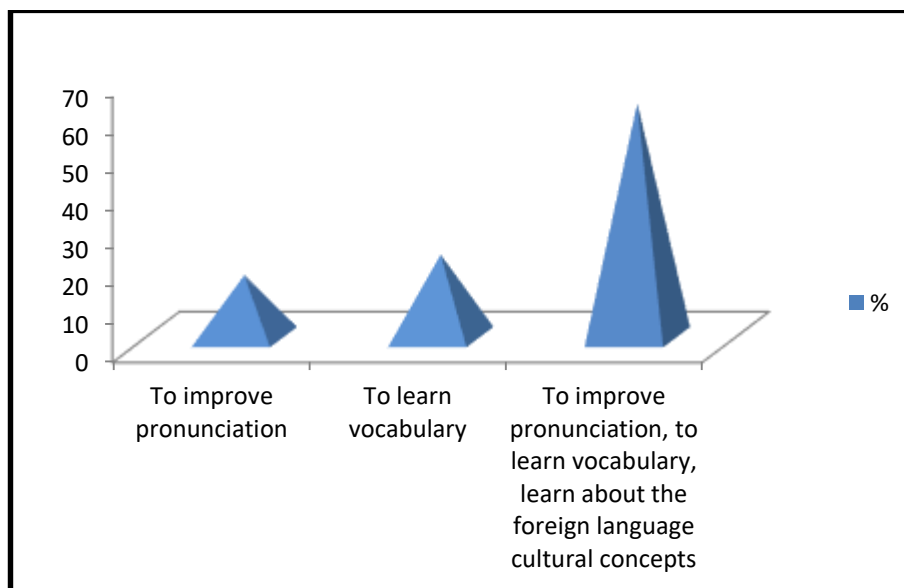 70
60
50
40
30
20
10
0
To improve
pronunciation
To learn
vocabulary
To improve
pronunciation, to
learn vocabulary,
learn about the
foreign language
cultural concepts
%